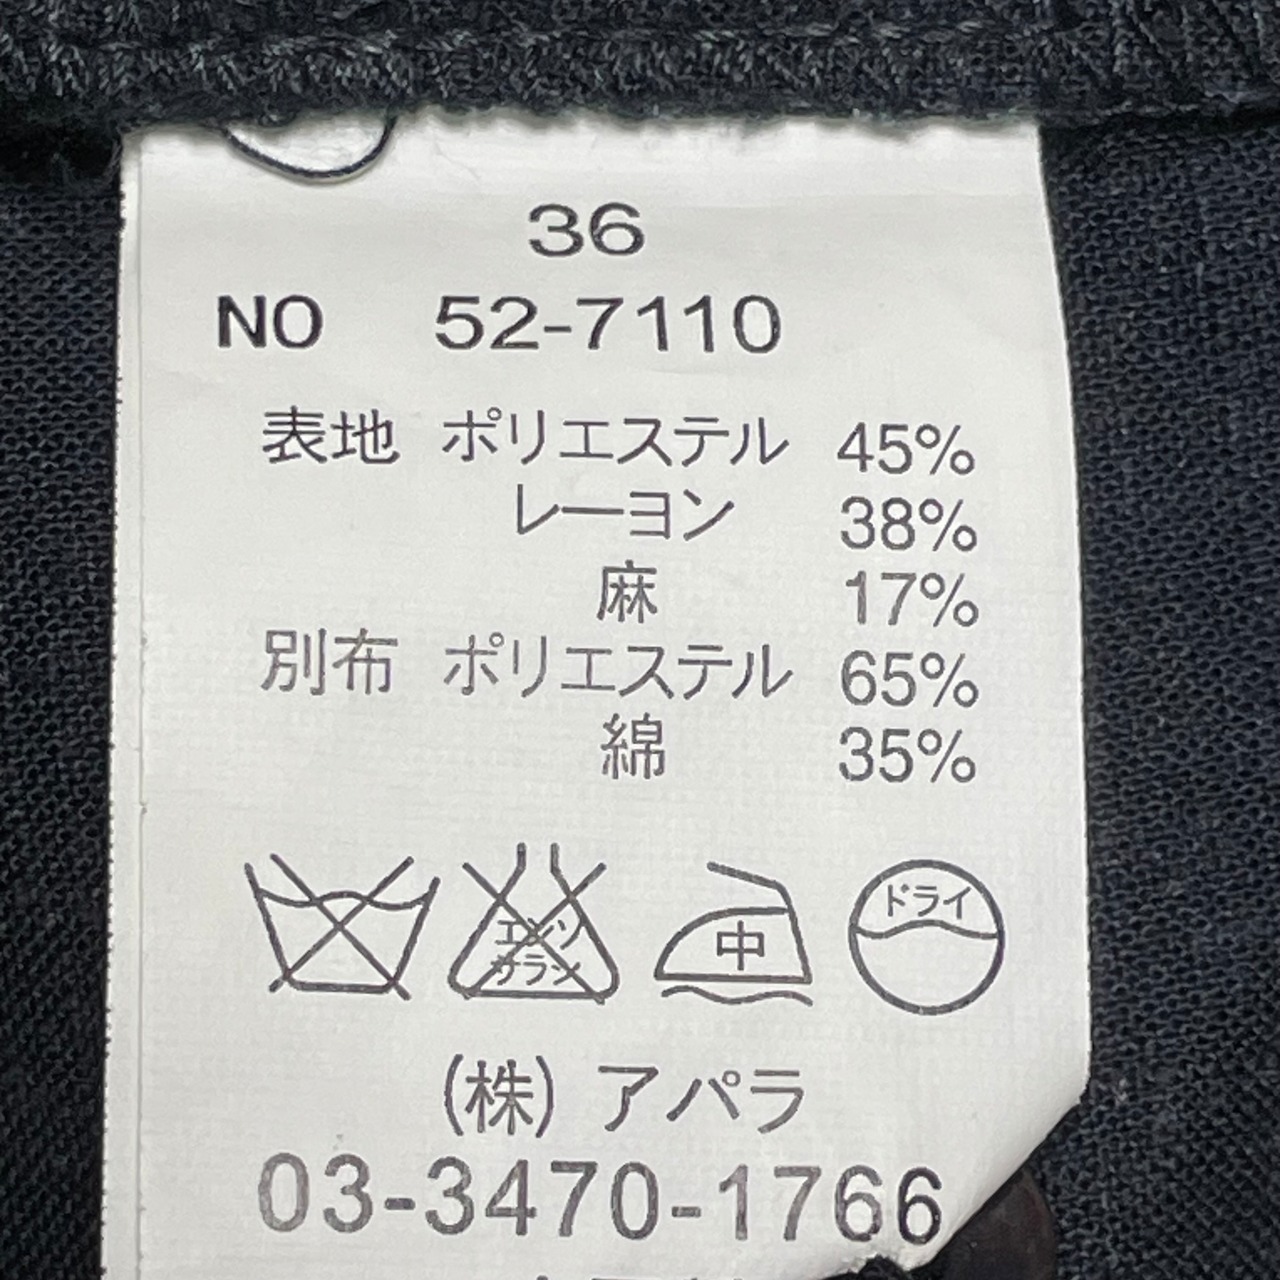 36
NO 52-7110
表地 ポリエステル 45%
レーヨン 38%
麻 17%
別布 ポリエステル 65%
綿 35%
エンソ
サラシ
中
ドライ
(株) アパラ
03-3470-1766